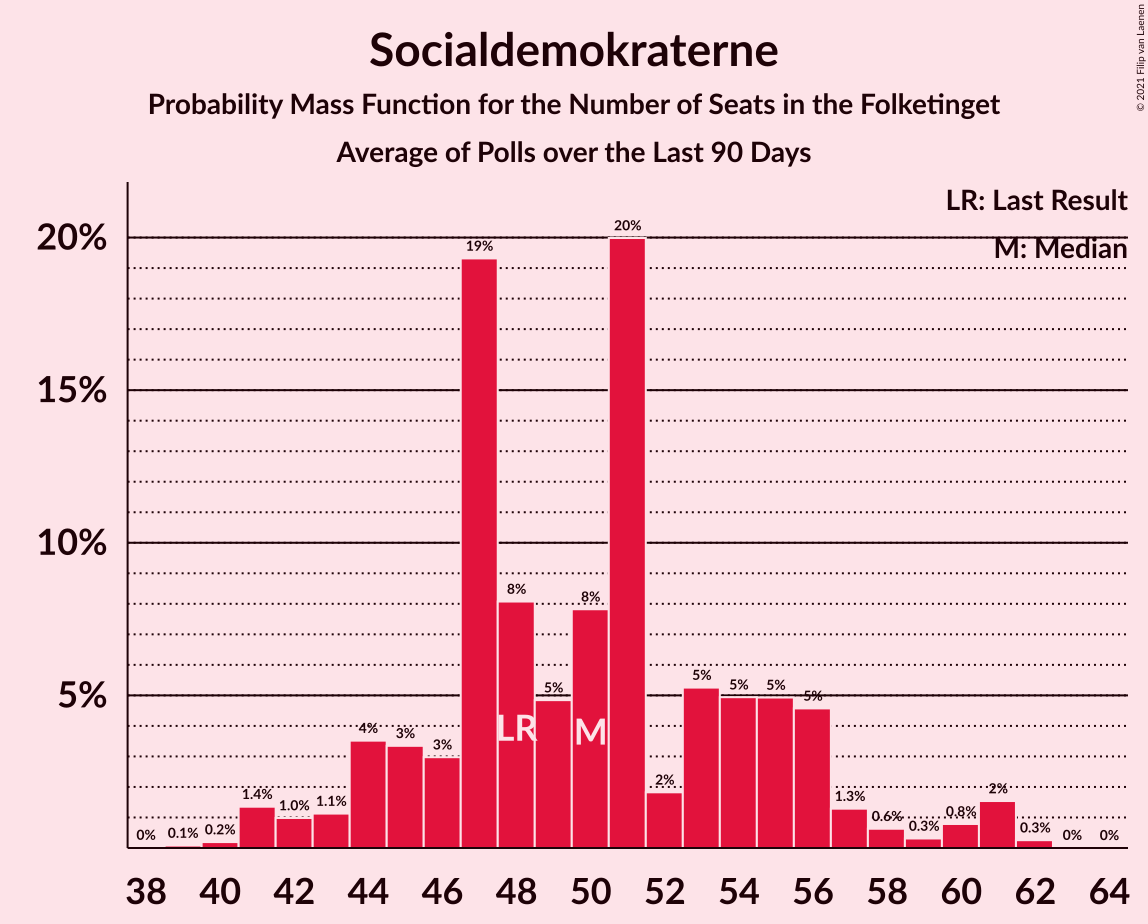 Socialdemokraterne
Probability Mass Function for the Number of Seats in the Folketinget
Average of Polls over the Last 90 Days
© 2021 Filip van Laenen
LR: Last Result
M: Median
20%
15%
10%
5%
0% 0.1% 0.2% 1.4% 1.0% 1.1% 4% 3% 3% 19% 8% 5% 8% 20% 2% 5% 5% 5% 5% 1.3% 0.6% 0.3% 0.8% 2% 0.3% 0% 0%
LR M
38 40 42 44 46 48 50 52 54 56 58 60 62 64